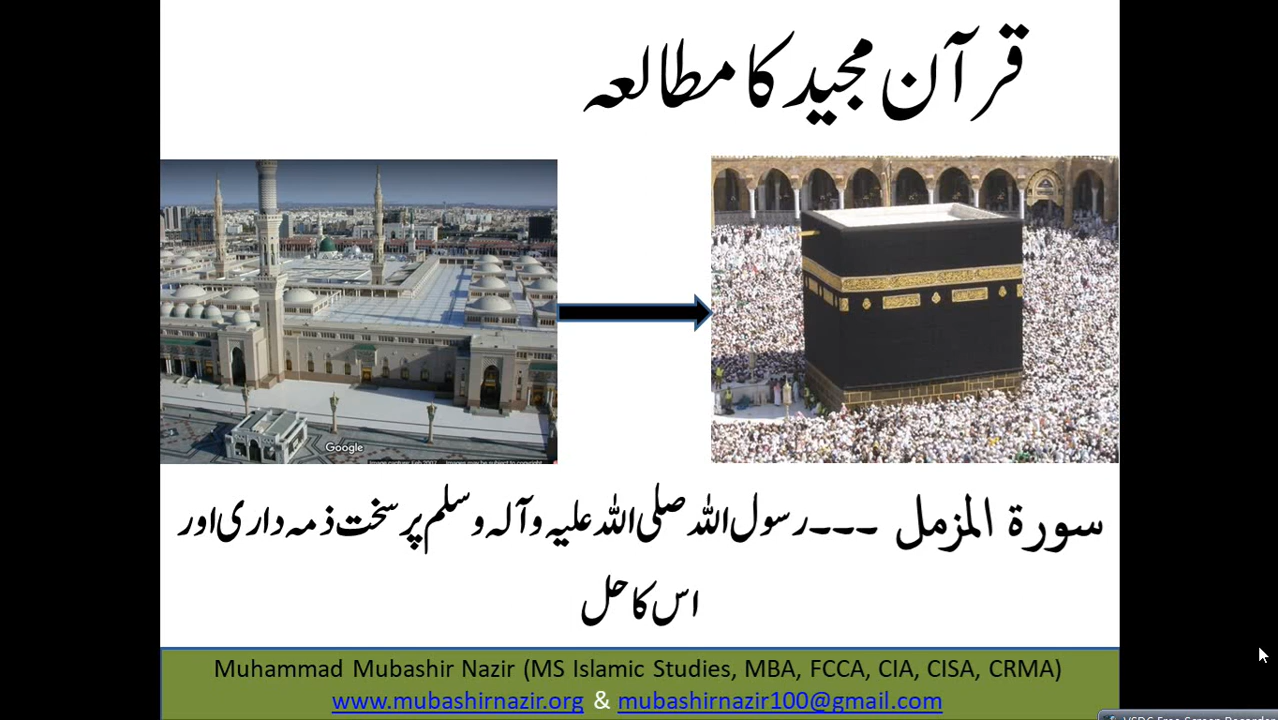 قرآن مجید کا مطالعہ
Google
سورۃ المزمل ۔۔۔ رسول اللہ صلی اللہ علیہ وآلہ وسلم پر سخت ذمہ داری اور
اس کا حل
Muhammad Mubashir Nazir (MS Islamic Studies, MBA, FCCA, CIA, CISA, CRMA)
www.mubashirnazir.org & mubashirnazir100@gmail.com